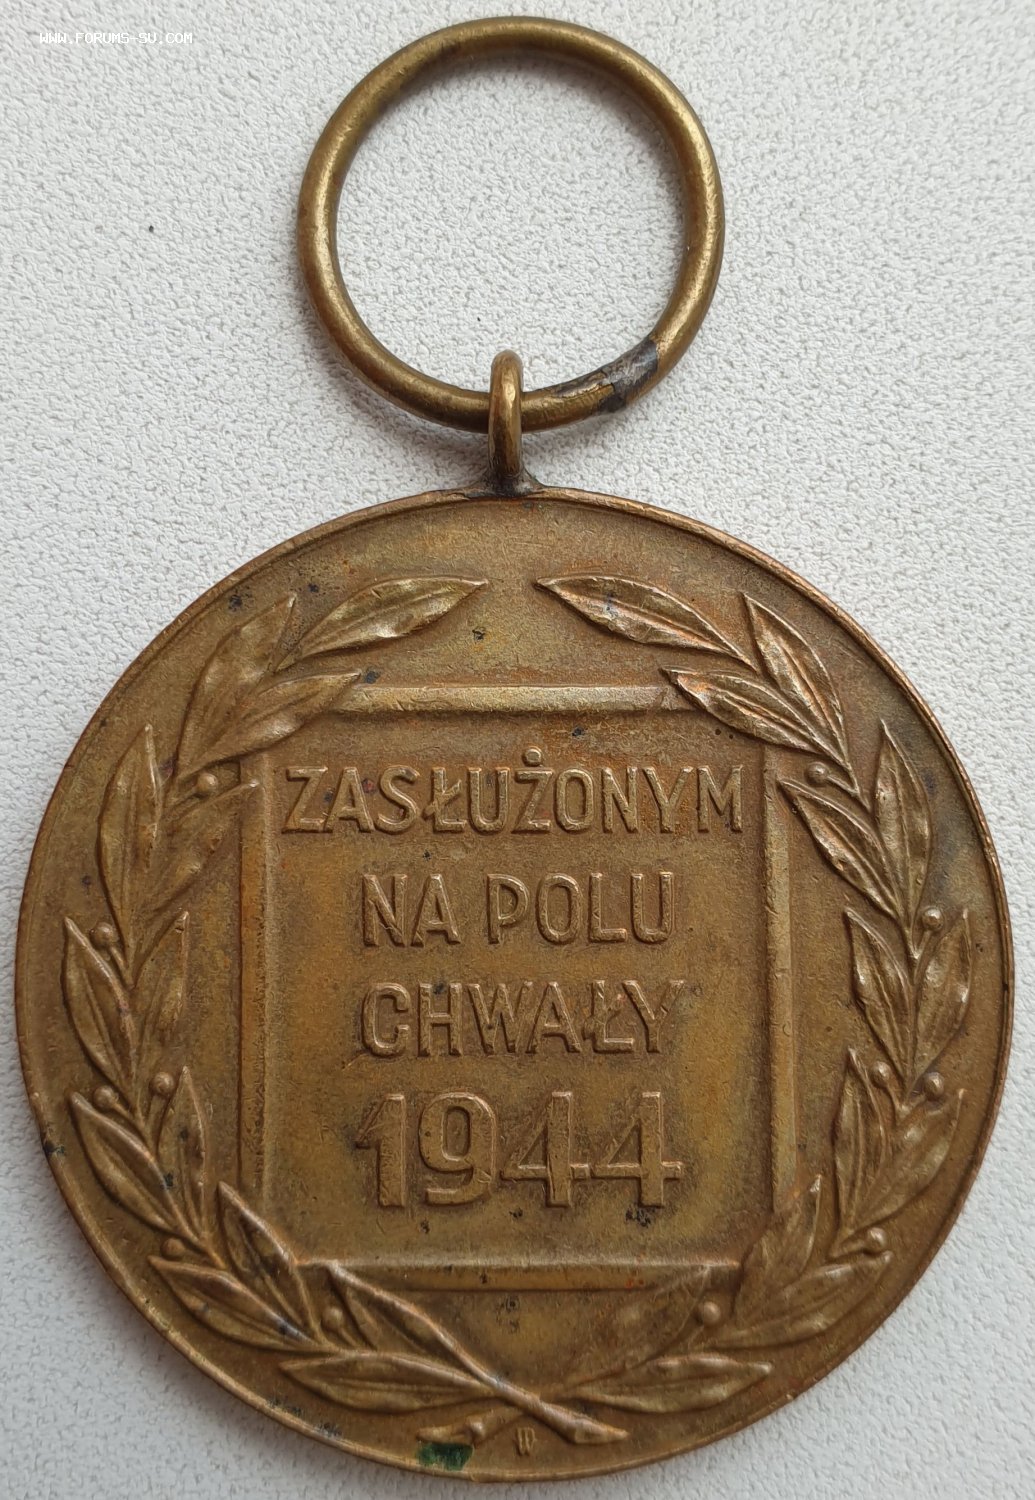 WWW.FORUMS-SU.COM
ZASŁUŻONYM
NA POLU
CHWAŁY
1944
W